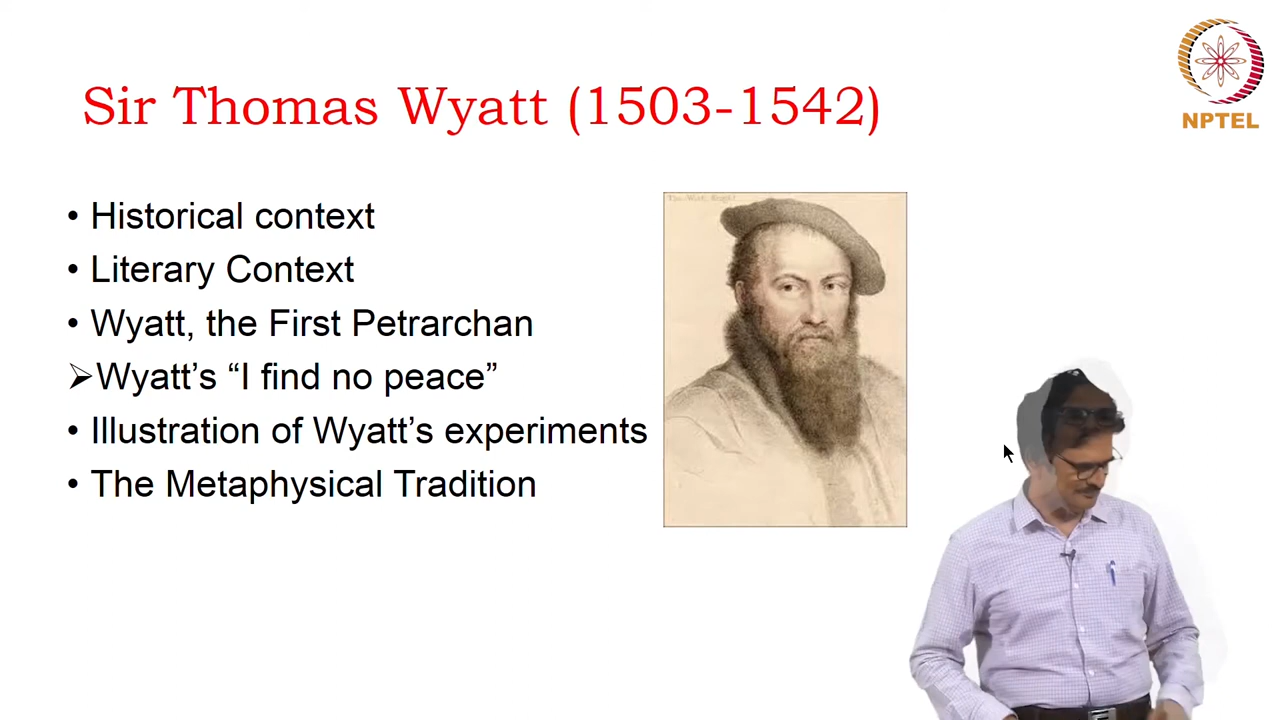 NPTEL
Sir Thomas Wyatt (1503-1542)
• Historical context
• Literary Context
• Wyatt, the First Petrarchan
➢Wyatt’s “I find no peace”
• Illustration of Wyatt’s experiments
• The Metaphysical Tradition